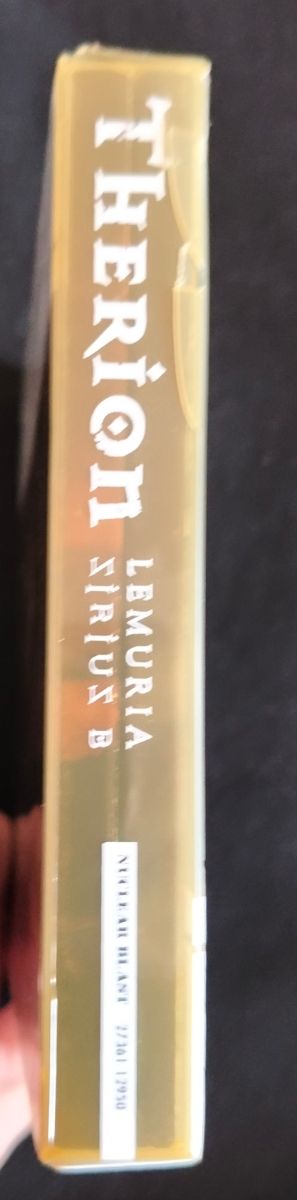 THERION
LEMURIA
SIRIUS B
NUCLEAR BLAST 27361 12950